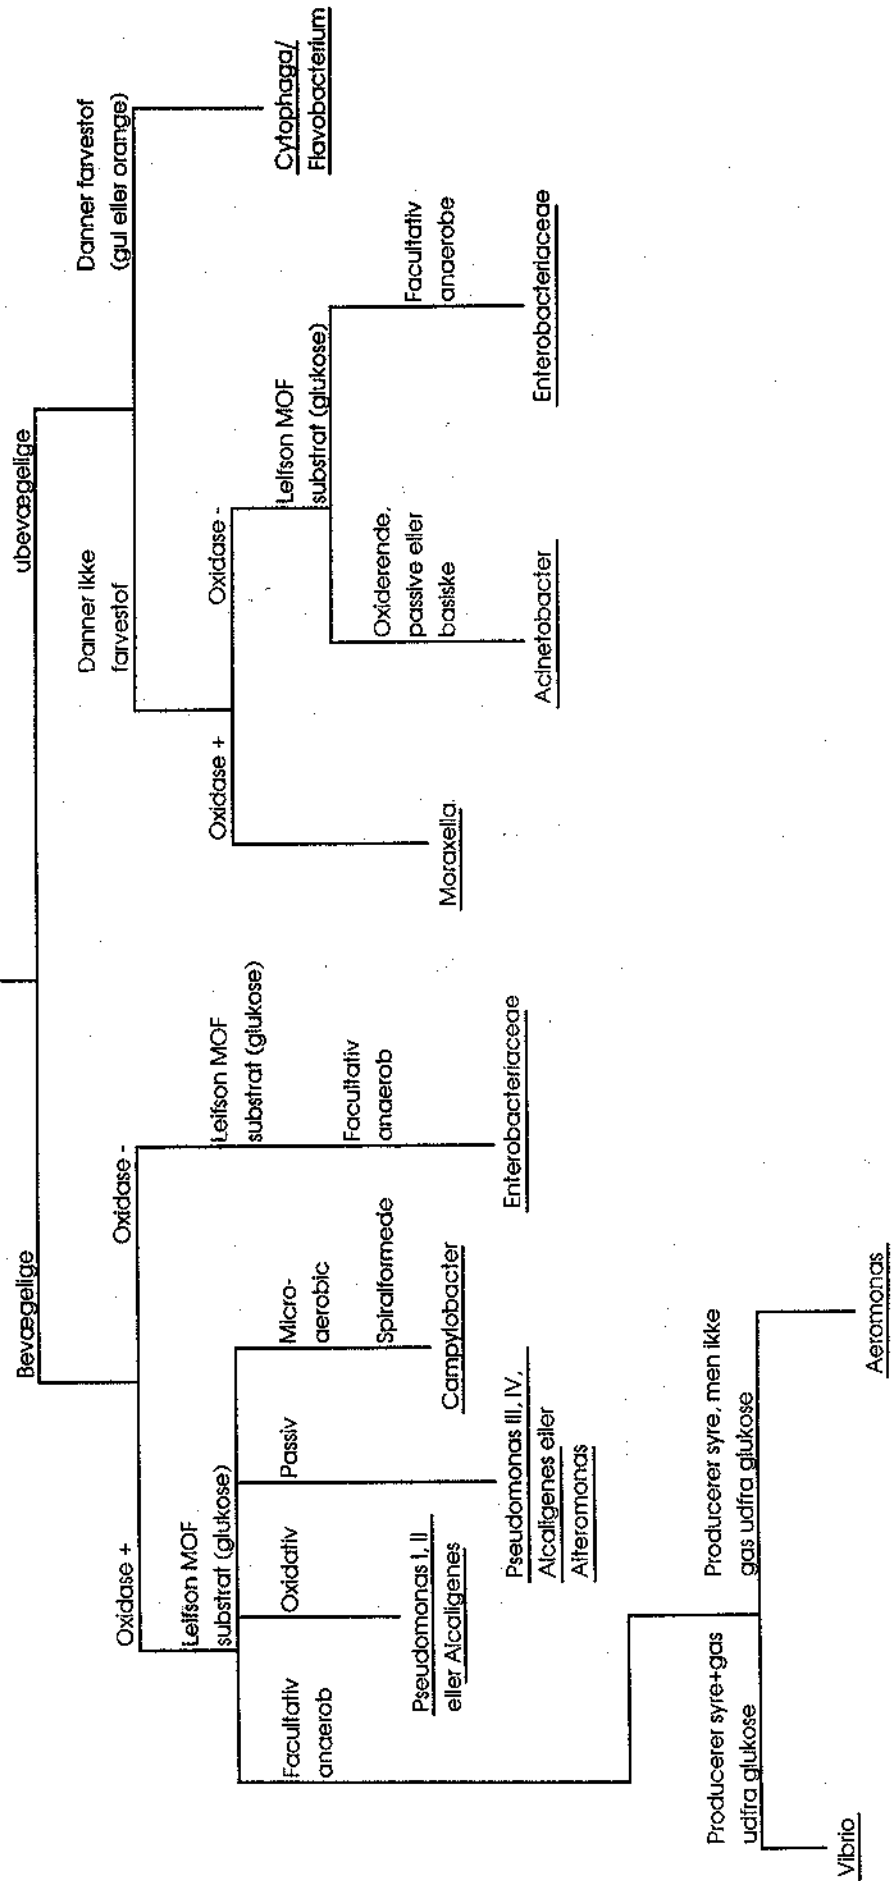 Bevægelige
ubevægelige
Oxidase +
Oxidase -
Danner ikke
farvestof
Danner farvestof
(gul eller orange)
Leifson MOF
substrat (glukose)
Leifson MOF
substrat (glukose)
Oxidase +
Oxidase -
Cytophaga/
Flavobacterium
Facultativ
anaerob
Oxidativ
Passiv
Micro-
aerobic
Spiralformede
Facultativ
anaerob
Leifson MOF
substrat (glukose)
Pseudomonas I, II
eller Alcaligenes
Campylobacter
Moraxella
Oxiderende,
passive eller
basiske
Facultativ
anaerobe
Pseudomonas III, IV,
Alcaligenes eller
Alteromonas
Enterobacteriaceae
Acinetobacter
Enterobacteriaceae
Producerer syre+gas
udfra glukose
Producerer syre, men ikke
gas udfra glukose
Vibrio
Aeromonas